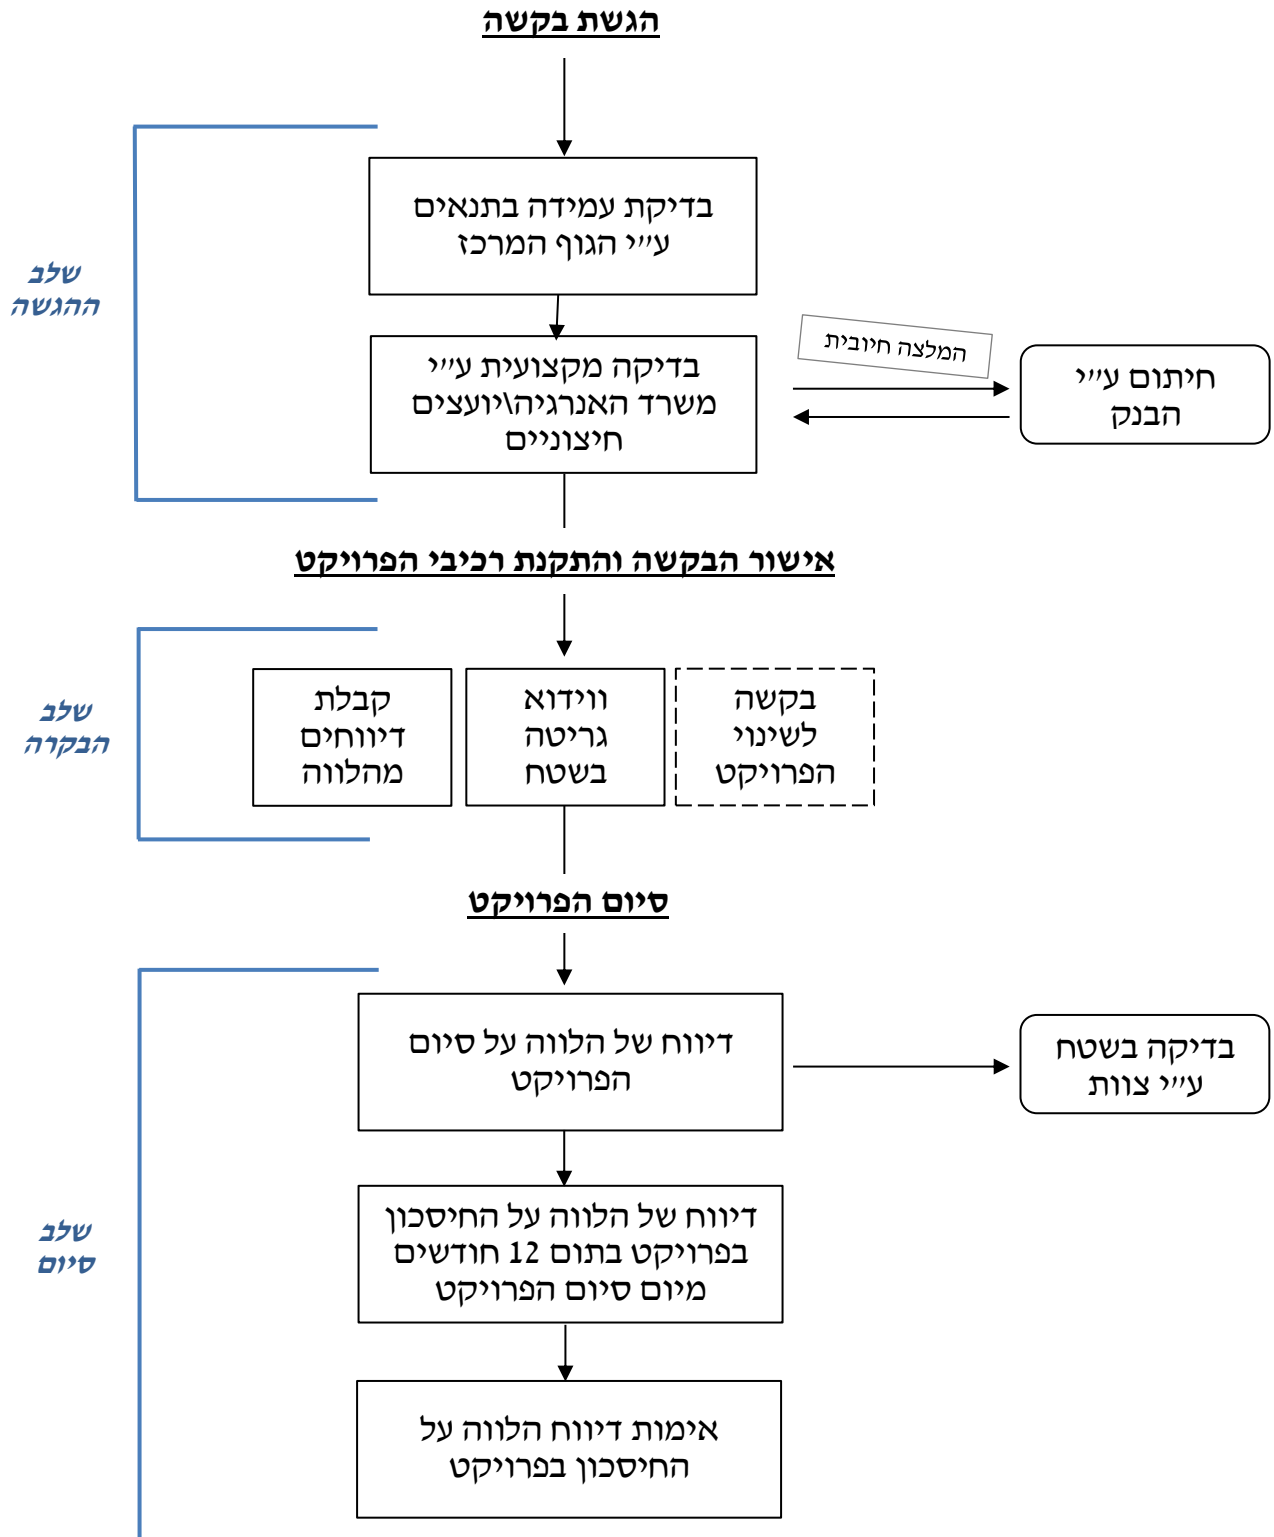 הגשת בקשה
שלב
ההגשה
בדיקת עמידה בתנאים
ע״י הגוף המרכז
בדיקה מקצועית ע״י
משרד האנרגיה\יועצים
חיצוניים
המלצה חיובית
חיתום ע״י
הבנק
אישור הבקשה והתקנת רכיבי הפרויקט
שלב
הבקרה
בקשה
לשינוי
הפרויקט
ווידוא
גריטה
בשטח
קבלת
דיווחים
מהלווה
סיום הפרויקט
שלב
סיום
דיווח של הלווה על סיום
הפרויקט
בדיקה בשטח
ע״י צוות
דיווח של הלווה על החיסכון
בפרויקט בתום 12 חודשים
מיום סיום הפרויקט
אימות דיווח הלווה על
החיסכון בפרויקט